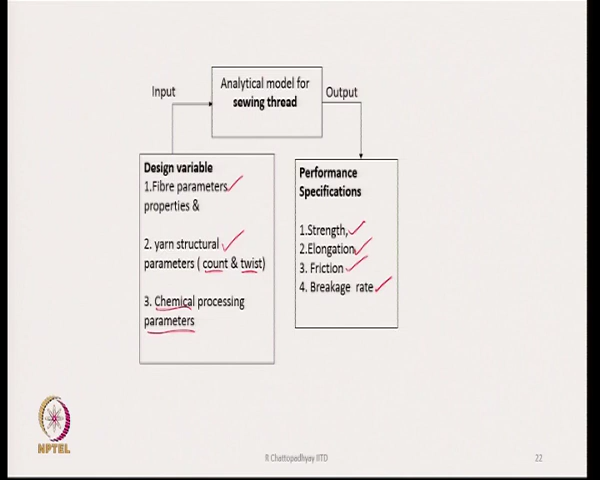 Analytical model for
sewing thread
Input
Output
Design variable
1.Fibre parameters
properties &
2. yarn structural
parameters ( count & twist)
3. Chemical processing
parameters
Performance
Specifications
1.Strength,
2.Elongation
3. Friction
4. Breakage rate
NPTEL
R Chattopadhyay IITD
22